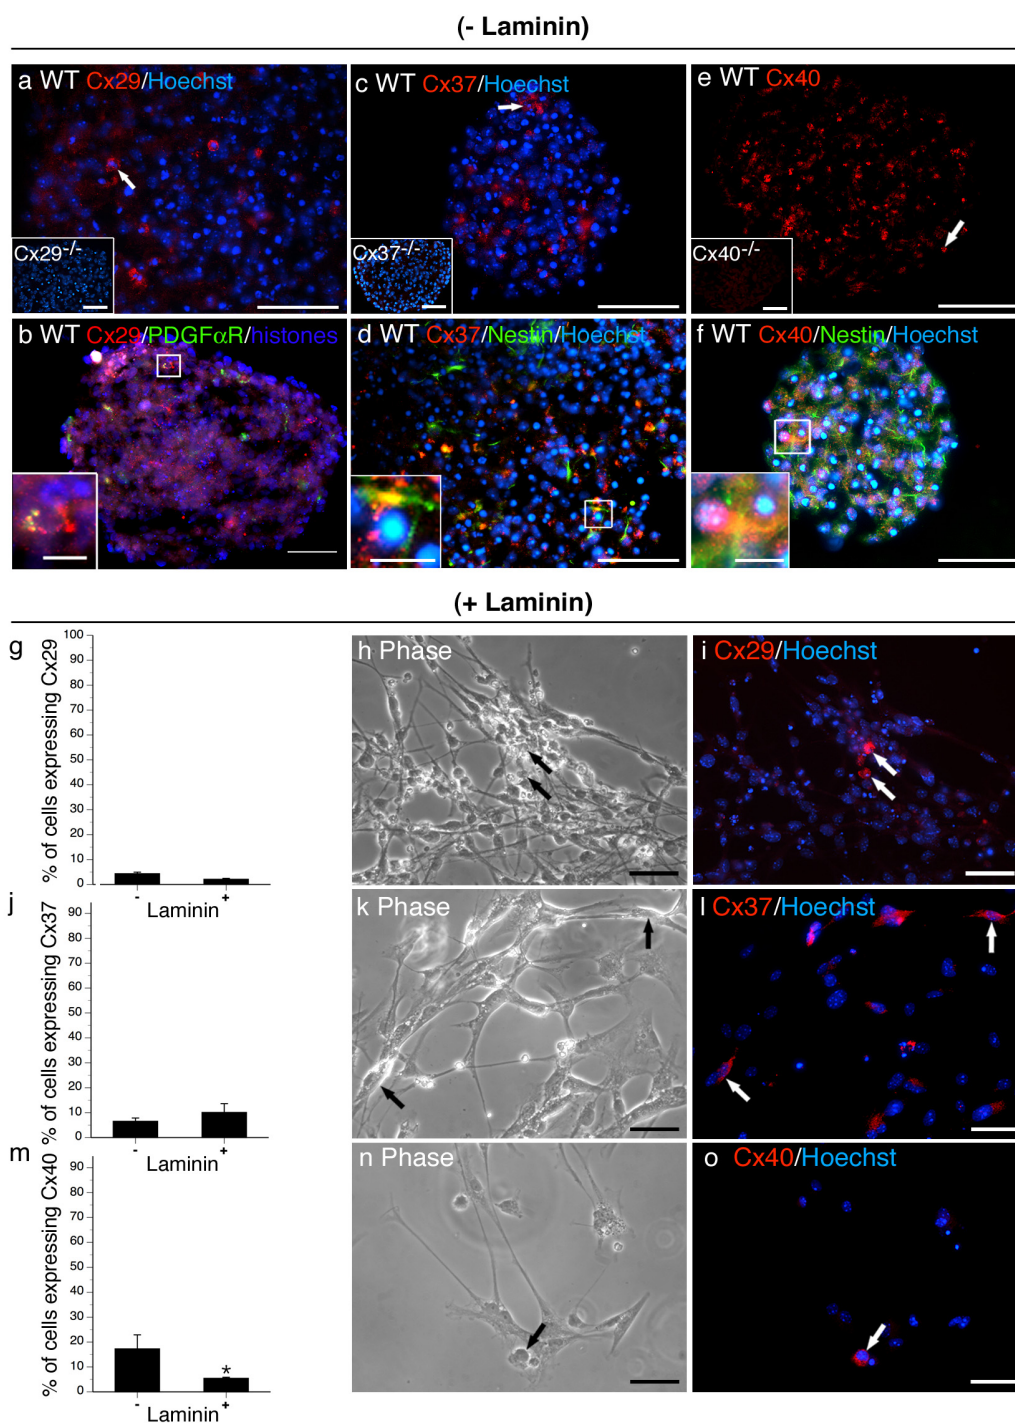 (- Laminin)
a WT Cx29/Hoechst
c WT Cx37/Hoechst
e WT Cx40
Cx29-/-
Cx37-/-
Cx40-/-
b WT Cx29/PDGFαR/histones
d WT Cx37/Nestin/Hoechst
f WT Cx40/Nestin/Hoechst
(+ Laminin)
g
% of cells expressing Cx29
100
90
80
70
60
50
40
30
20
10
0
- +
Laminin
h Phase
i Cx29/Hoechst
j
% of cells expressing Cx37
90
80
70
60
50
40
30
20
10
0
- +
Laminin
k Phase
l Cx37/Hoechst
m
% of cells expressing Cx40
90
80
70
60
50
40
30
20
10
0
*
- +
Laminin
n Phase
o Cx40/Hoechst